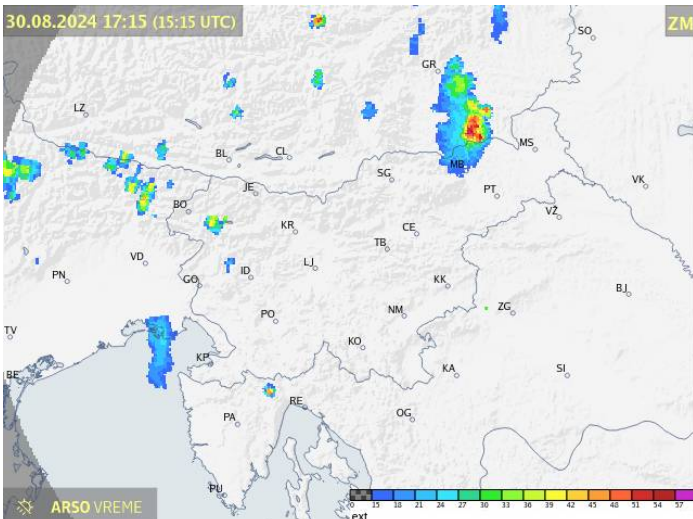 30.08.2024 17:15 (15:15 UTC)
ZM
SO
GR
LZ
MS
BL
CL
MB
SG
VK
JE
PT
BO
VŽ
KR
CE
TB
VD
LJ
PN
ID
GO
KK
BJ
PO
NM
ZG
TV
KO
KP
BE
KA
SI
RE
PA
OG
PU
ARSO VREME
0 15 18 21 24 27 30 33 36 39 42 45 48 51 54 57
ext